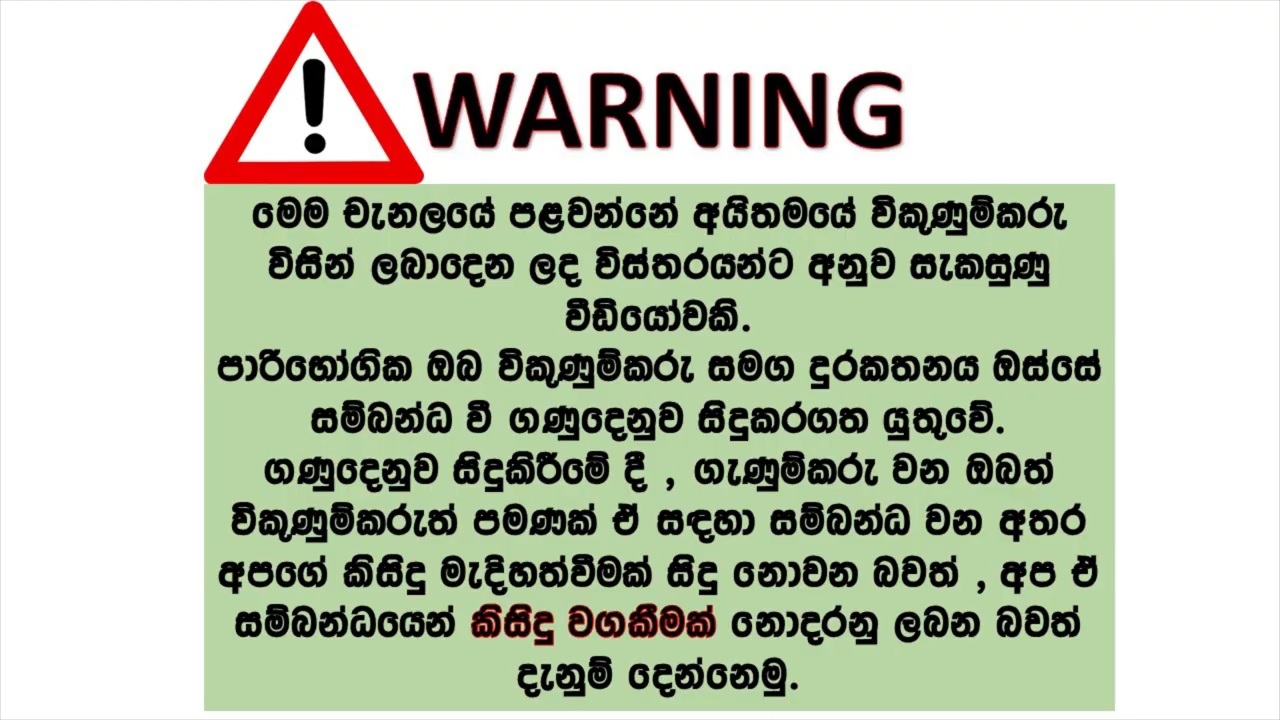 WARNING
මෙම චැනලයේ පළවන්නේ අයිතමයේ විකුණුම්කරු
විසින් ලබාදෙන ලද විස්තරයන්ට අනුව සැකසුණු
වීඩියෝවකි.
පාරිභෝගික ඔබ විකුණුම්කරු සමග දුරකතනය ඔස්සේ
සම්බන්ධ වී ගණුදෙනුව සිදුකරගත යුතුවේ.
ගණුදෙනුව සිදුකිරීමේ දී , ගැණුම්කරු වන ඔබත්
විකුණුම්කරුත් පමණක් ඒ සඳහා සම්බන්ධ වන අතර
අපගේ කිසිදු මැදිහත්වීමක් සිදු නොවන බවත් , අප ඒ
සම්බන්ධයෙන් කිසිදු වගකීමක් නොදරනු ලබන බවත්
දැනුම් දෙන්නෙමු.